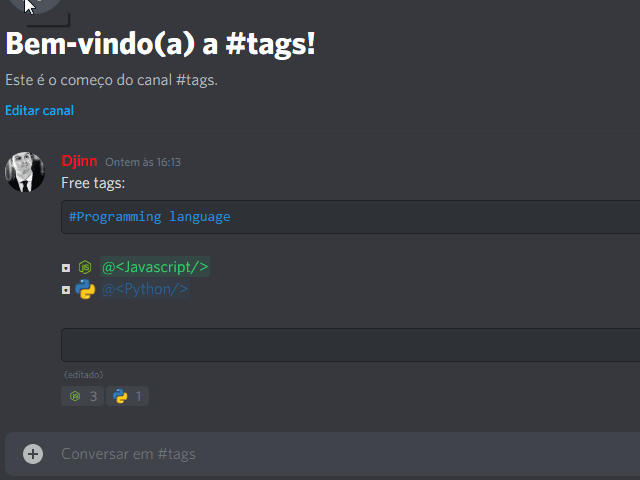 Bem-vindo(a) a #tags!
Este é o começo do canal #tags.
Editar canal
Djinn Ontem às 16:13
Free tags:
#Programming language
@<Javascript/>
@<Python/>
(editado)
3 1
Conversar em #tags